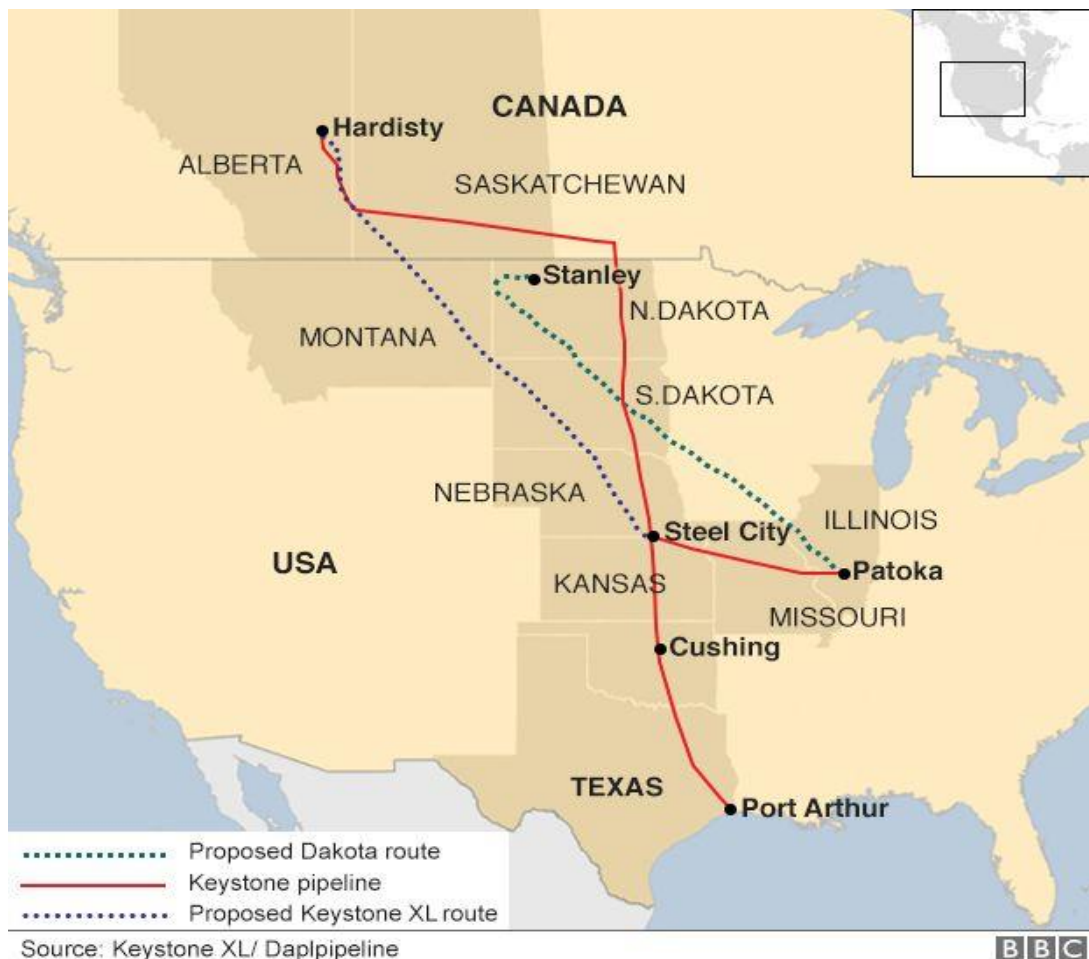 CANADA
Hardisty
ALBERTA
SASKATCHEWAN
Stanley
N.DAKOTA
MONTANA
S.DAKOTA
NEBRASKA
ILLINOIS
Steel City
USA
KANSAS
Patoka
MISSOURI
Cushing
TEXAS
Port Arthur
Proposed Dakota route
Keystone pipeline
Proposed Keystone XL route
Source: Keystone XL/ Daplpipeline
BBC